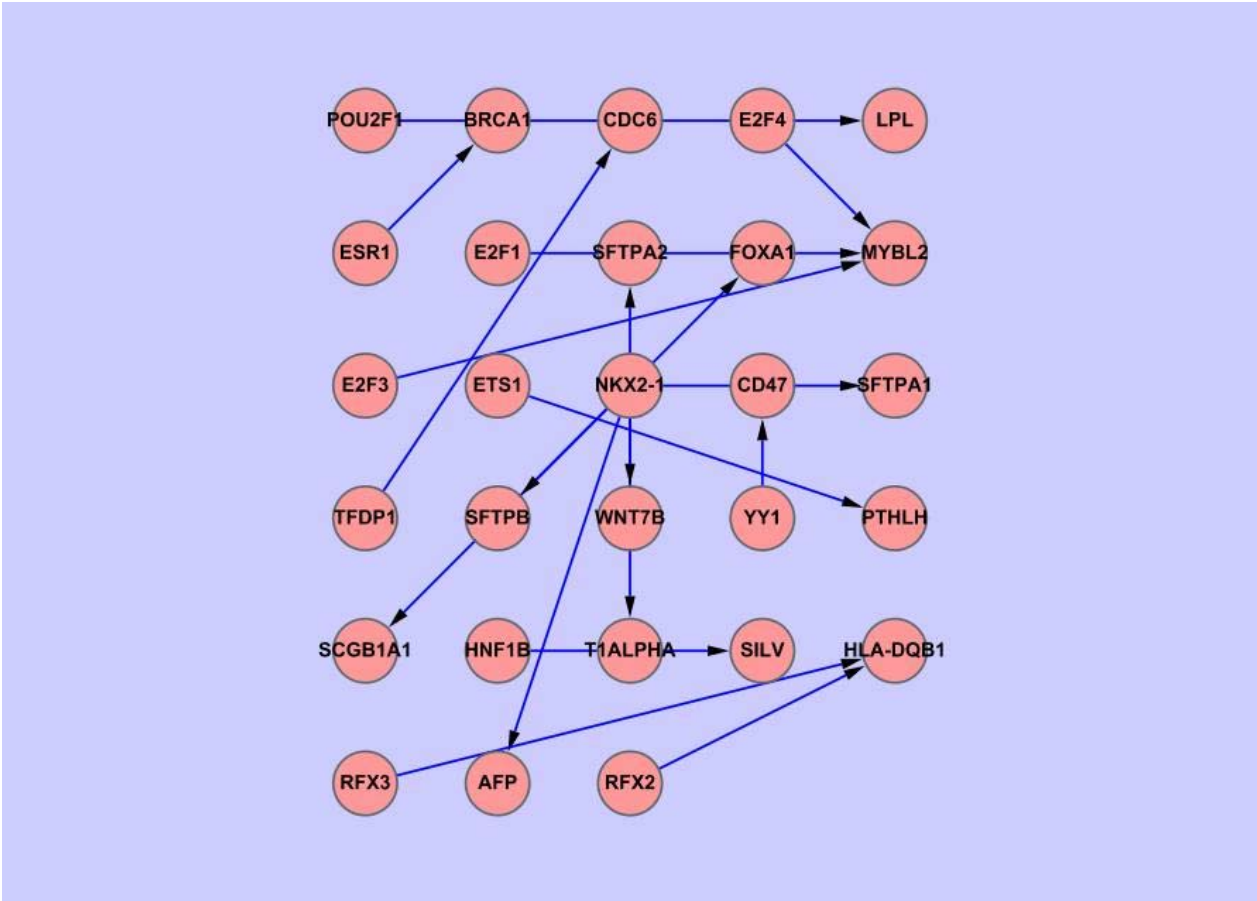 POU2F1 BRCA1 CDC6 E2F4 LPL
ESR1 E2F1 SFTPA2 FOXA1 MYBL2
E2F3 ETS1 NKX2-1 CD47 SFTPA1
TFDP1 SFTPB WNT7B YY1 PTHLH
SCGB1A1 HNF1B T1ALPHA SILV HLA-DQB1
RFX3 AFP RFX2